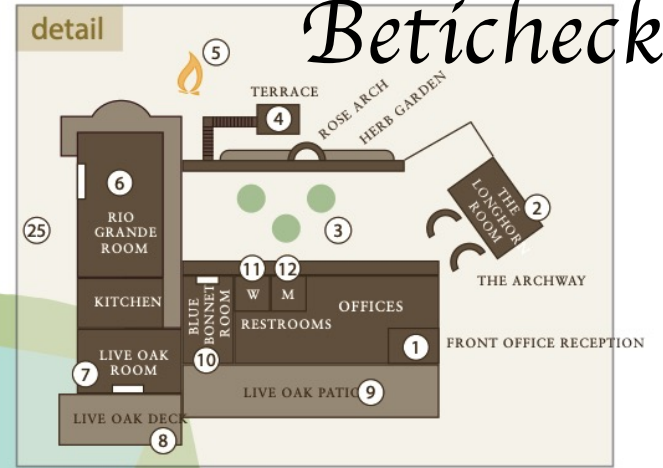 Beticheck
detail
5
TERRACE
4
ROSE ARCH
HERB GARDEN
6
RIO
GRANDE
ROOM
25
3
THE
LONGHOR
ROOM
2
THE ARCHWAY
11
12
W
M
KITCHEN
BLUE
BONNET
ROOM
RESTROOMS
OFFICES
10
1
FRONT OFFICE RECEPTION
LIVE OAK
ROOM
7
LIVE OAK PATIO
9
LIVE OAK DECK
8